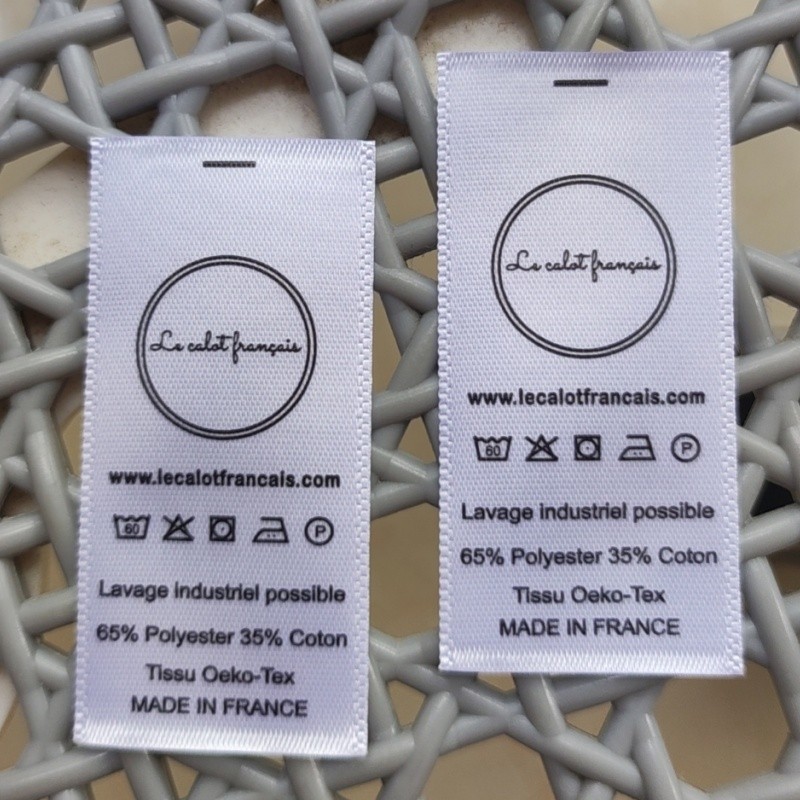 Le calot français
www.lecalotfrancais.com
60 P
Lavage industriel possible
65% Polyester 35% Coton
Tissu Oeko-Tex
MADE IN FRANCE
Le calot français
www.lecalotfrancais.com
60 P
Lavage industriel possible
65% Polyester 35% Coton
Tissu Oeko-Tex
MADE IN FRANCE